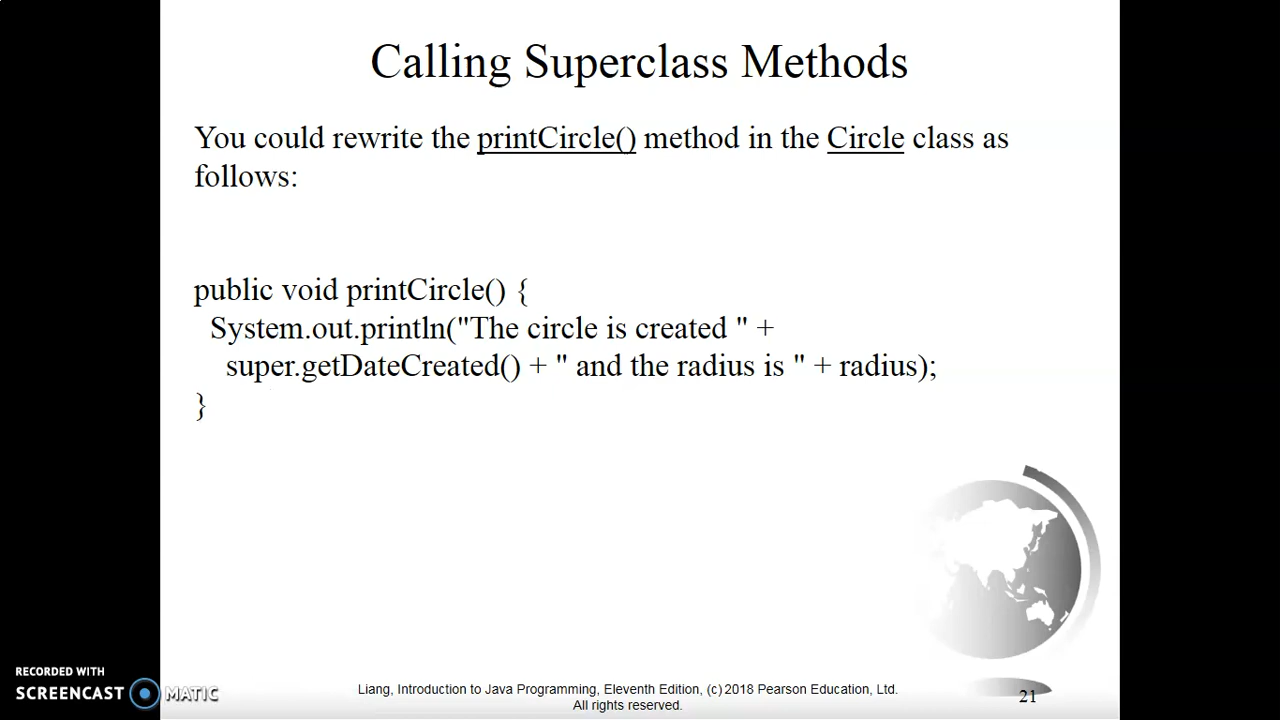 Calling Superclass Methods
You could rewrite the printCircle() method in the Circle class as
follows:
public void printCircle() {
System.out.println("The circle is created " +
super.getDateCreated() + " and the radius is " + radius);
}
RECORDED WITH
SCREENCAST MATIC
Liang, Introduction to Java Programming, Eleventh Edition, (c) 2018 Pearson Education, Ltd.
All rights reserved.
21